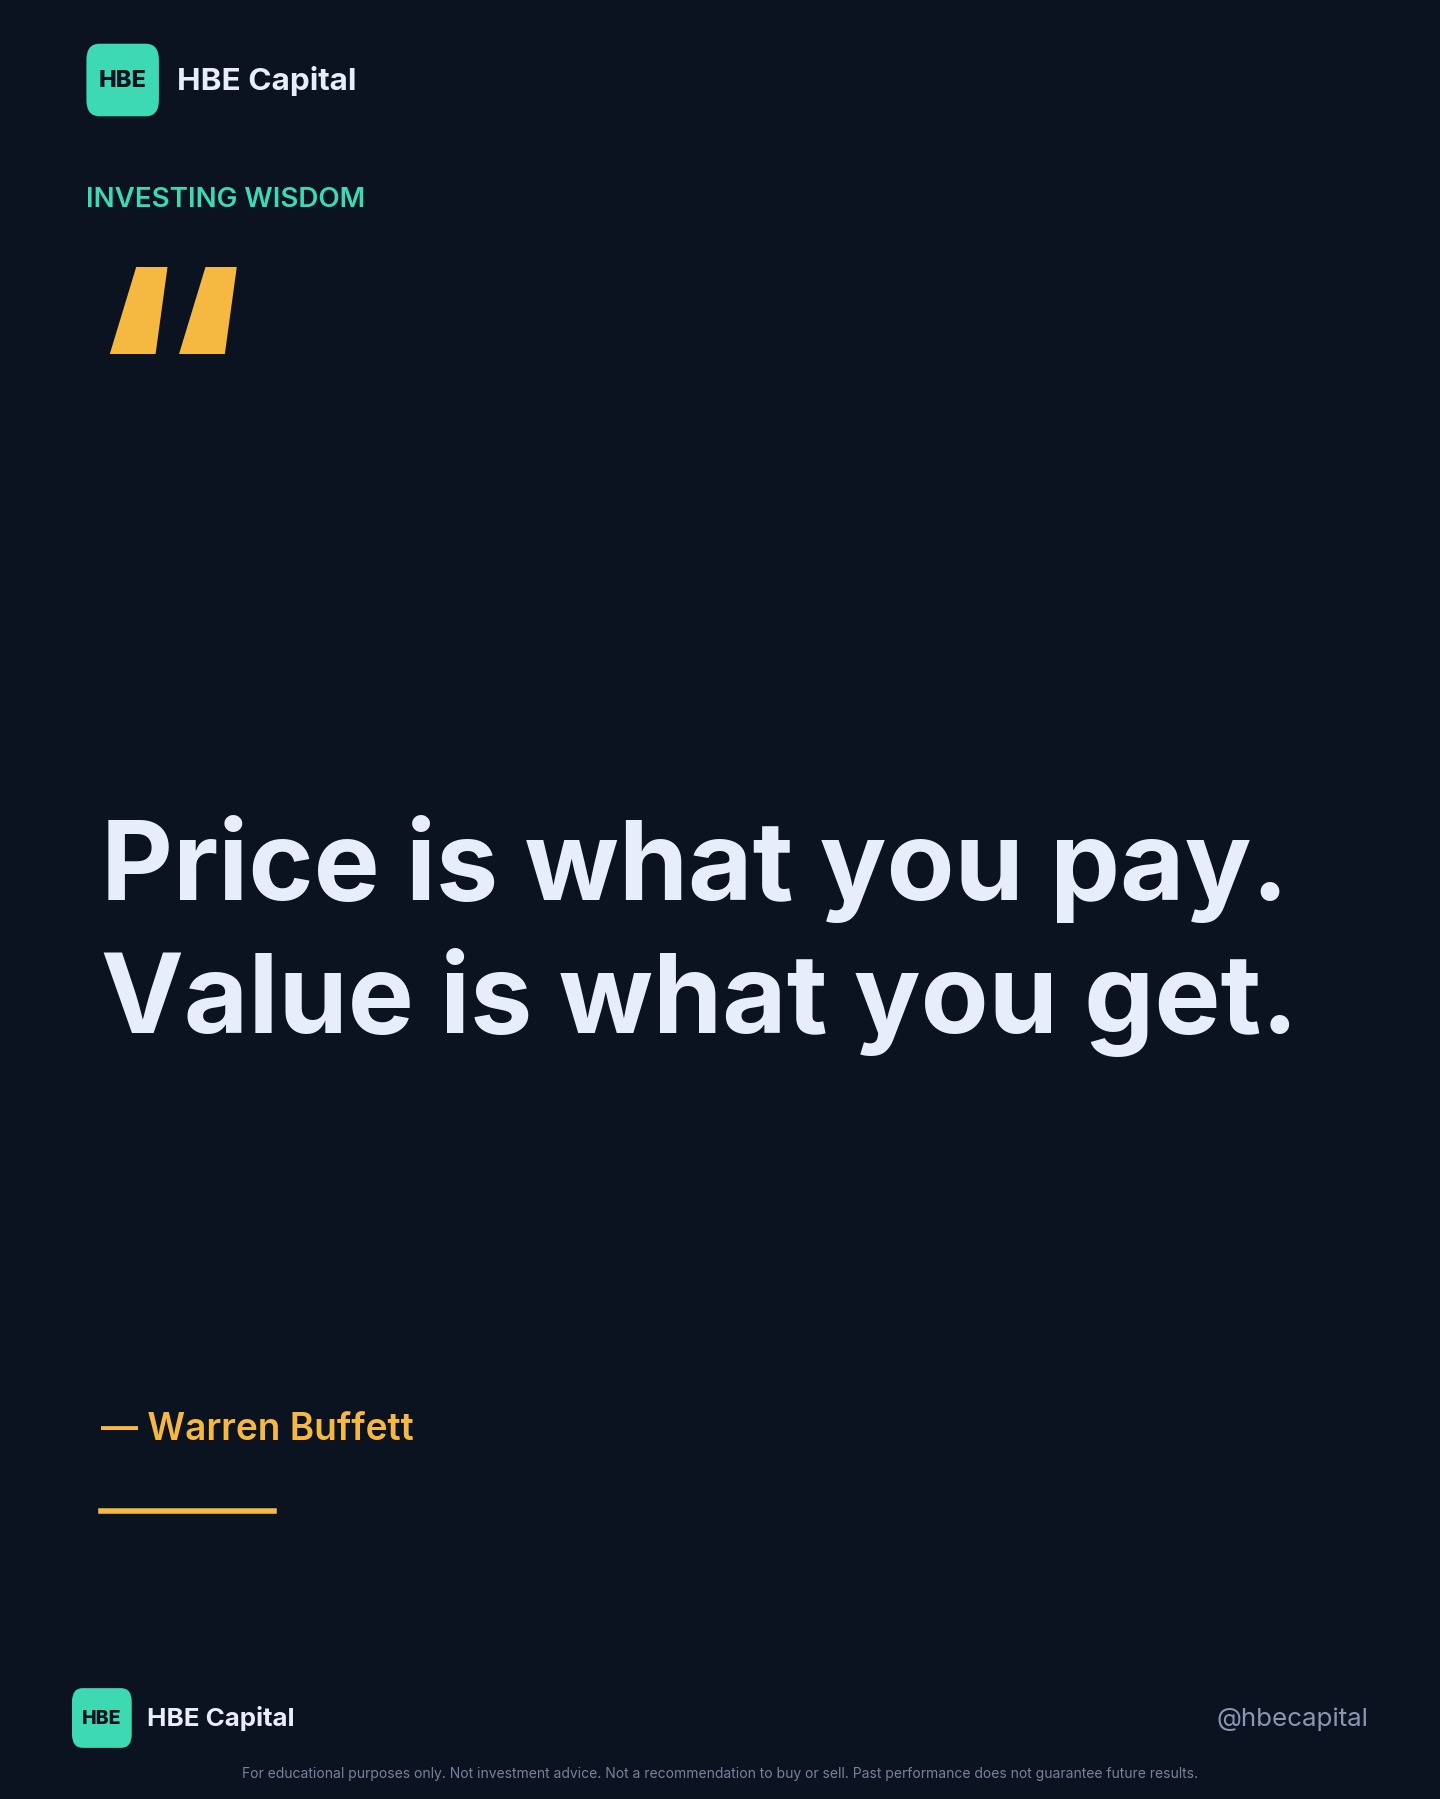 HBE HBE Capital
INVESTING WISDOM
“
Price is what you pay.
Value is what you get.
— Warren Buffett
HBE HBE Capital
@hbecapital
For educational purposes only. Not investment advice. Not a recommendation to buy or sell. Past performance does not guarantee future results.